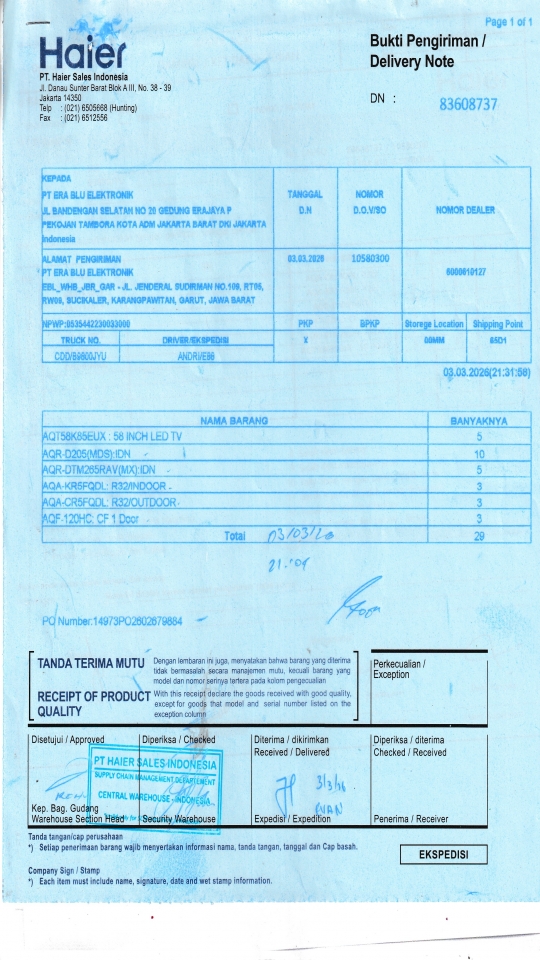 Page 1 of 1
Haier
Bukti Pengiriman /
Delivery Note
PT. Haier Sales Indonesia
Jl. Danau Sunter Barat Blok A III, No. 38 - 39
Jakarta 14350
Telp : (021) 6505668 (Hunting)
Fax : (021) 6512556
DN : 83608737
KEPADA
PT ERA BLU ELEKTRONIK
JL BANDENGAN SELATAN NO 20 GEDUNG ERAJAYA P
PEKOJAN TAMBORA KOTA ADM JAKARTA BARAT DKI JAKARTA
Indonesia
TANGGAL
D.N
NOMOR
D.O.V/SO
NOMOR DEALER
ALAMAT PENGIRIMAN
PT ERA BLU ELEKTRONIK
EBL_WHB_JBR_GAR - JL. JENDERAL SUDIRMAN NO.109, RT05,
RW09, SUCIKALER, KARANGPAWITAN, GARUT, JAWA BARAT
03.03.2026
10580300
6000610127
NPWP:0535442230033000
PKP
BPKP
Storege Location
Shipping Point
TRUCK NO.
DRIVER/EKSPEDISI
X
00MM
85D1
CDD/B9600JYU
ANDRI/E86
03.03.2026(21:31:58)
NAMA BARANG BANYAKNYA
AQT58K85EUX : 58 INCH LED TV 5
AQR-D205(MDS):IDN 10
AQR-DTM265RAV(MX):IDN 5
AQA-KR5FQDL: R32/INDOOR 3
AQA-CR5FQDL: R32/OUTDOOR 3
AQF-120HC: CF 1 Door 3
Total 29
PO Number:14973PO2602679884
TANDA TERIMA MUTU
Dengan lembaran ini juga, menyatakan bahwa barang yang diterima
tidak bermasalah secara manajemen mutu, kecuali barang yang
model dan nomor serinya tertera pada kolom pengecualian
RECEIPT OF PRODUCT
QUALITY
With this receipt declare the goods received with good quality,
except for goods that model and serial number listed on the
exception column
Perkecualian /
Exception
Disetujui / Approved
Diperiksa / Checked
Diterima / dikirimkan
Received / Delivered
Diperiksa / diterima
Checked / Received
PT HAIER SALES INDONESIA
SUPPLY CHAIN MANAGEMENT DEPARTEMENT
CENTRAL WAREHOUSE - INDONESIA
3/3/26
IVAN
Kep. Bag. Gudang
Warehouse Section Head
Security Warehouse
Expedisi / Expedition
Penerima / Receiver
Tanda tangan/cap perusahaan
*) Setiap penerimaan barang wajib menyertakan informasi nama, tanda tangan, tanggal dan Cap basah.
EKSPEDISI
Company Sign / Stamp
*) Each item must include name, signature, date and wet stamp information.